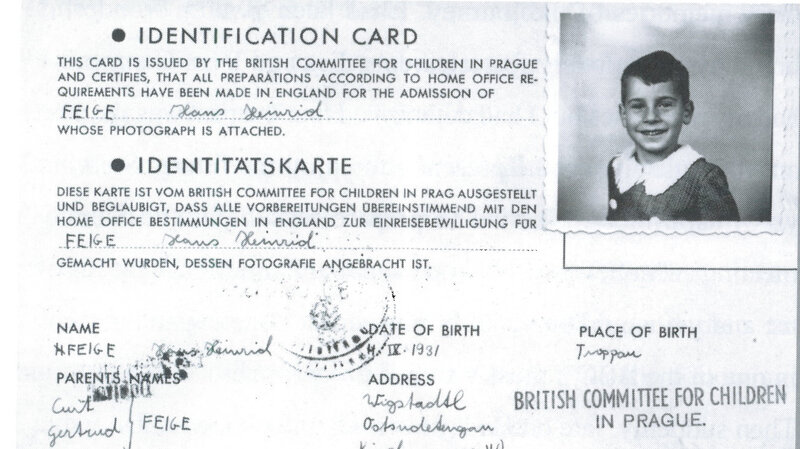 IDENTIFICATION CARD
THIS CARD IS ISSUED BY THE BRITISH COMMITTEE FOR CHILDREN IN PRAGUE
AND CERTIFIES, THAT ALL PREPARATIONS ACCORDING TO HOME OFFICE RE-
QUIREMENTS HAVE BEEN MADE IN ENGLAND FOR THE ADMISSION OF
FEIGE Hans Heinrich
WHOSE PHOTOGRAPH IS ATTACHED.
IDENTITÄTSKARTE
DIESE KARTE IST VOM BRITISH COMMITTEE FOR CHILDREN IN PRAG AUSGESTELLT
UND BEGLAUBIGT, DASS ALLE VORBEREITUNGEN ÜBEREINSTIMMEND MIT DEN
HOME OFFICE BESTIMMUNGEN IN ENGLAND ZUR EINREISEBEWILLIGUNG FÜR
FEIGE Hans Heinrich
GEMACHT WURDEN, DESSEN FOTOGRAFIE ANGEBRACHT IST.
NAME
FEIGE Hans Heinrich
DATE OF BIRTH
1931
PLACE OF BIRTH
Troppau
PARENTS NAMES
Curt
Gertrud
FEIGE
ADDRESS
Wigstadtl
Ostsudetengau
BRITISH COMMITTEE FOR CHILDREN
IN PRAGUE.